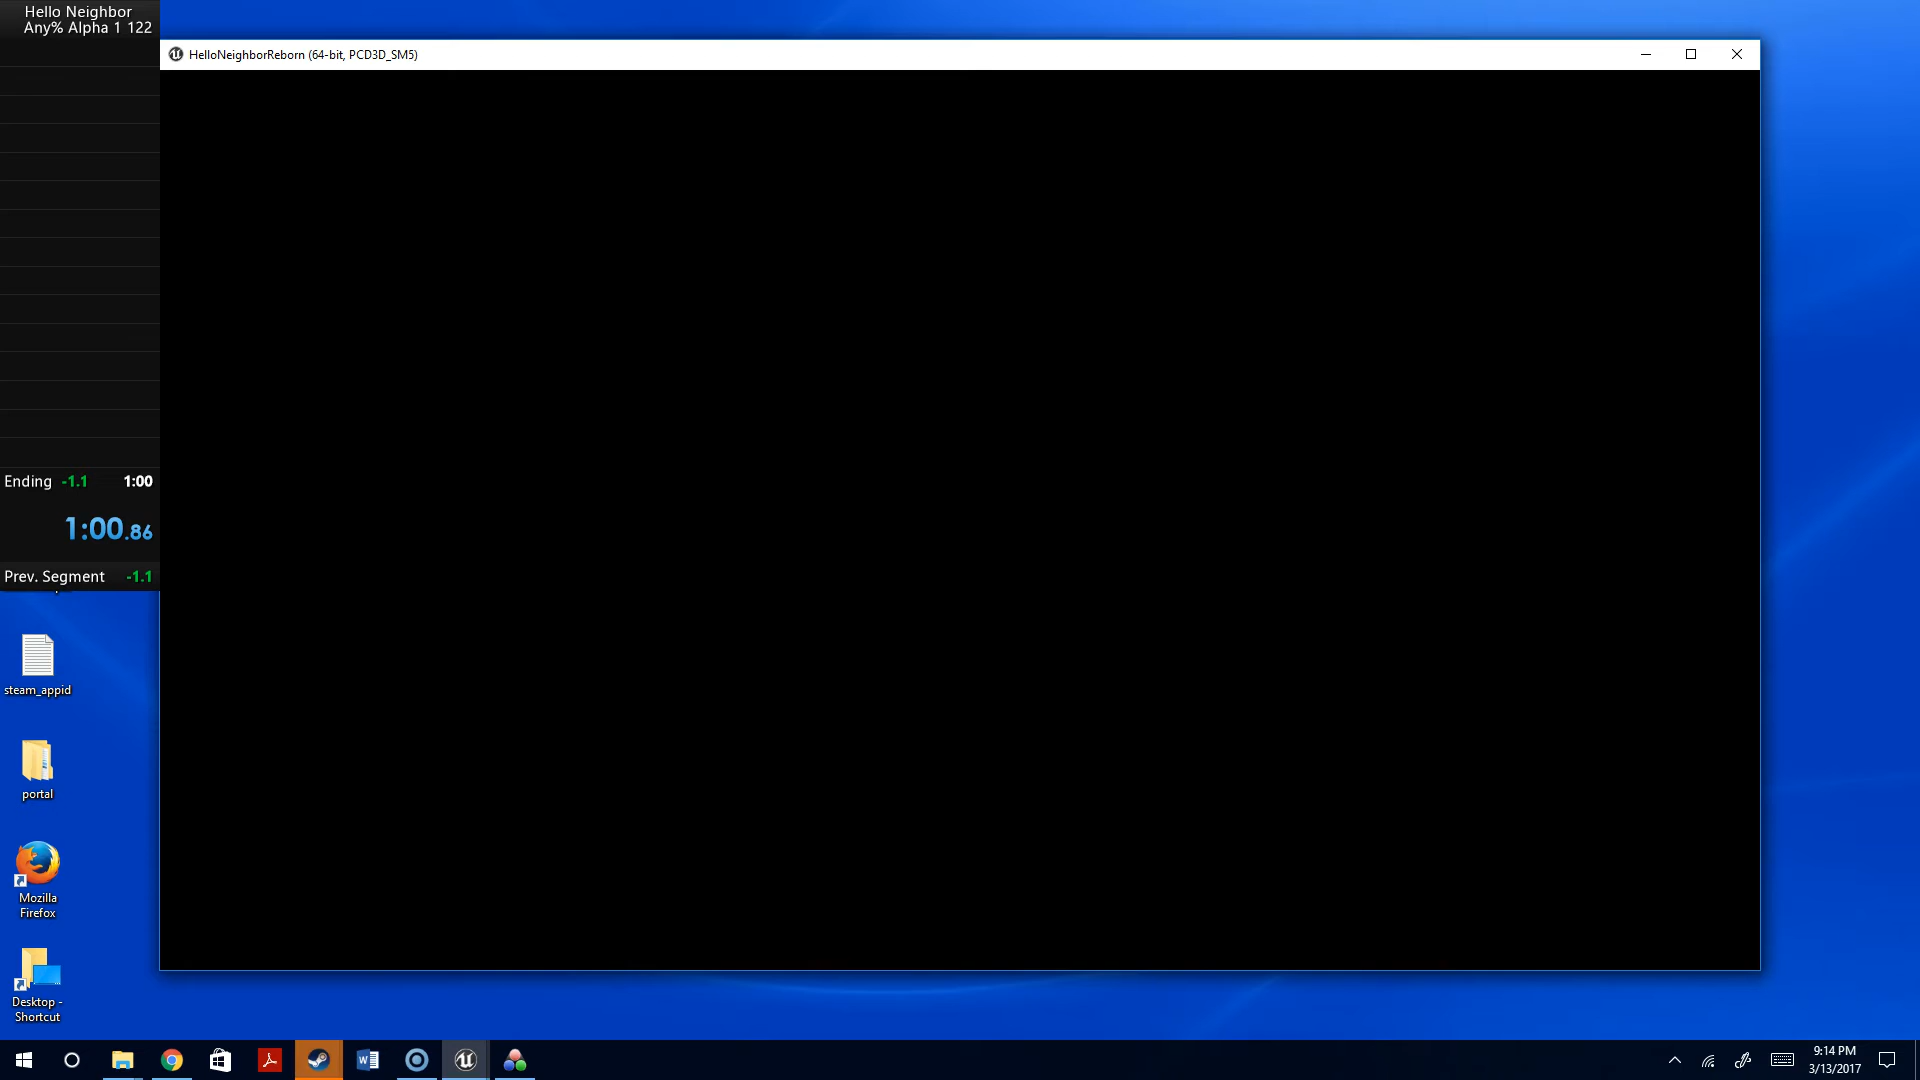 Hello Neighbor
Any% Alpha 1 122
HelloNeighborReborn (64-bit, PCD3D_SM5)
Ending -1.1 1:00
1:00.86
Prev. Segment -1.1
steam_appid
portal
Mozilla
Firefox
Desktop -
Shortcut
9:14 PM
3/13/2017